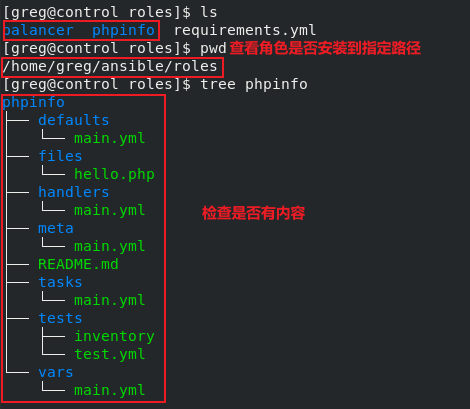 [greg@control roles]$ ls
balancer  phpinfo  requirements.yml
[greg@control roles]$ pwd 查看角色是否安装到指定路径
/home/greg/ansible/roles
[greg@control roles]$ tree phpinfo
phpinfo
├── defaults
│   └── main.yml
├── files
│   └── hello.php
├── handlers
│   └── main.yml
├── meta
│   └── main.yml
├── README.md
├── tasks
│   └── main.yml
├── tests
│   ├── inventory
│   └── test.yml
└── vars
    └── main.yml
检查是否有内容